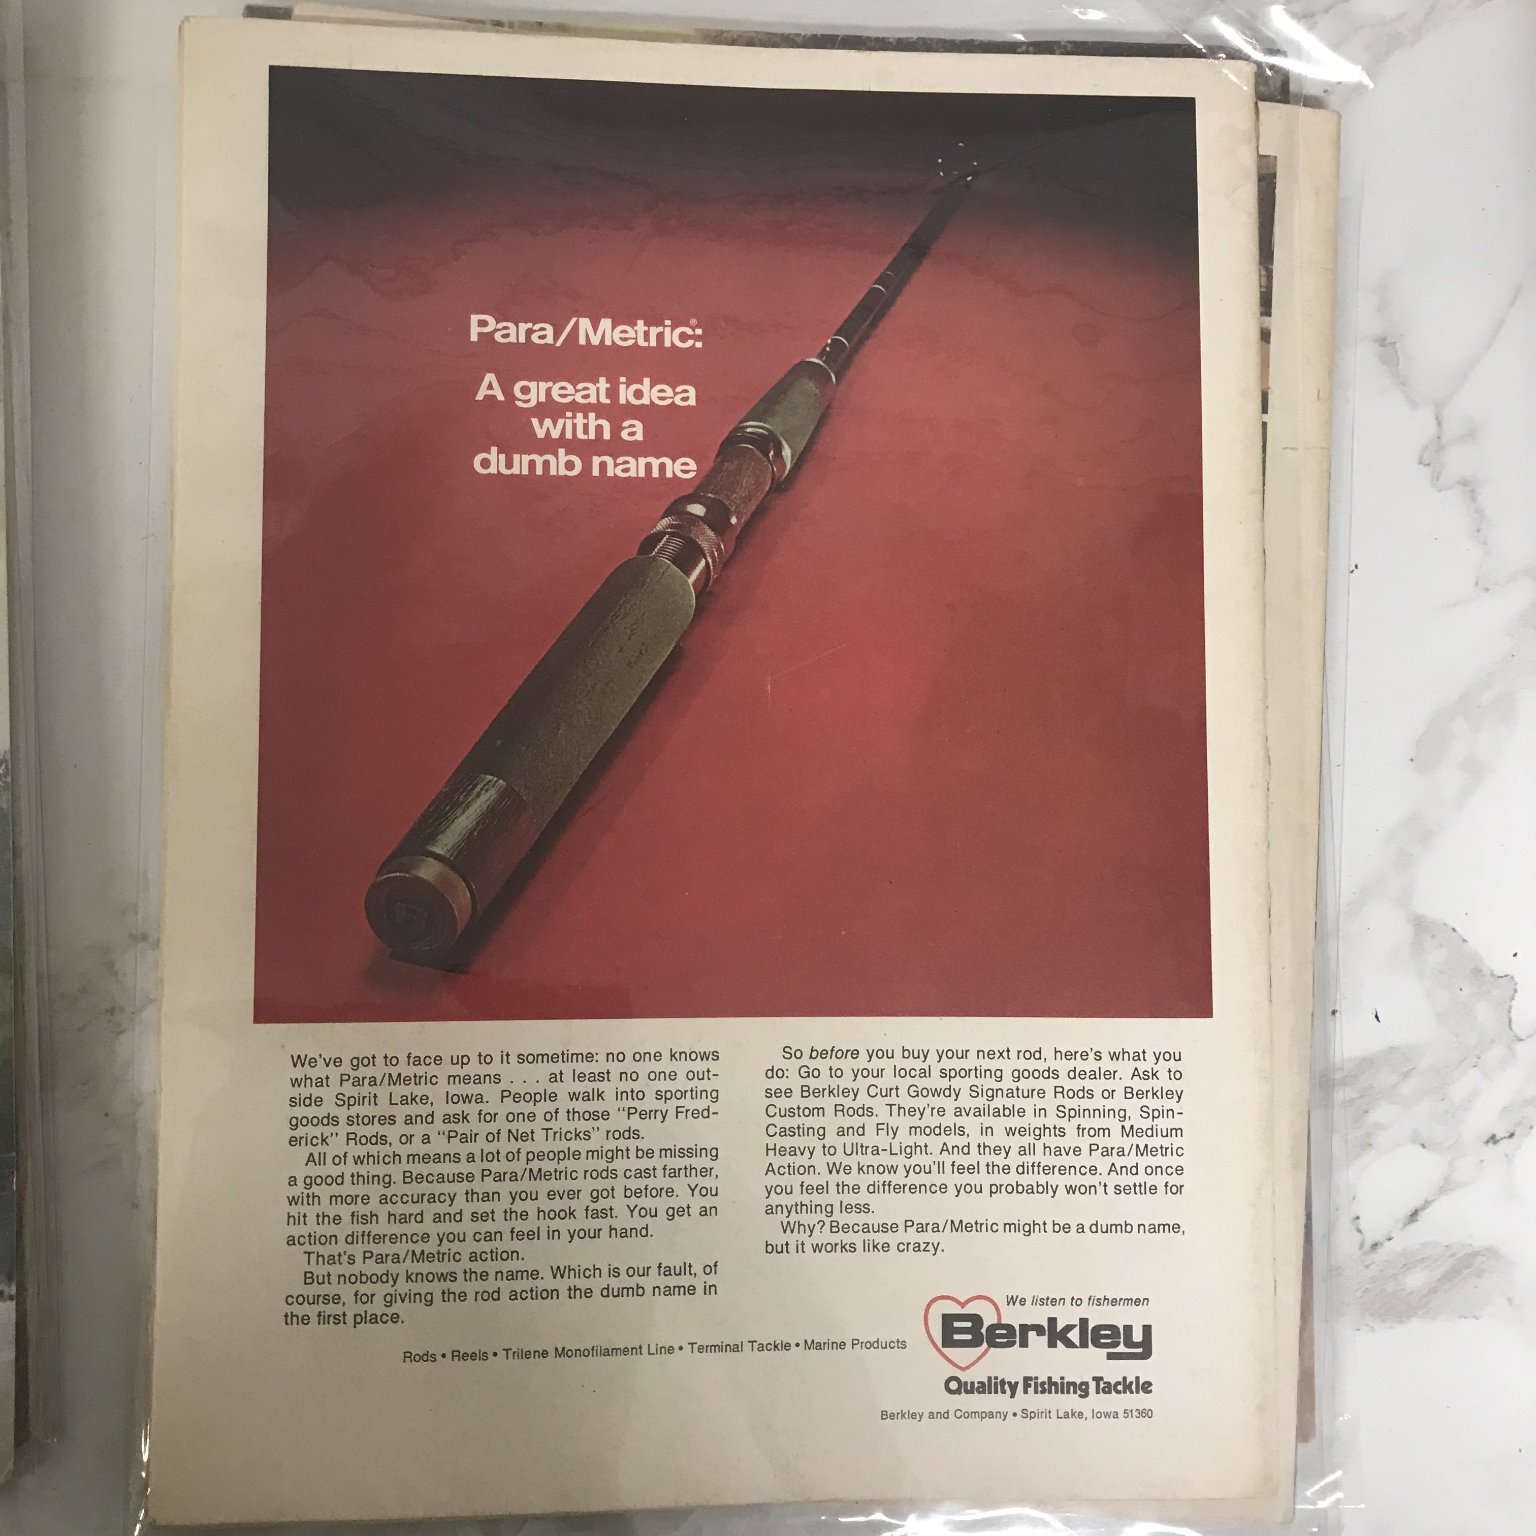 Para/Metric®:
A great idea
with a
dumb name
We've got to face up to it sometime: no one knows
what Para/Metric means . . . at least no one out-
side Spirit Lake, Iowa. People walk into sporting
goods stores and ask for one of those "Perry Fred-
erick" Rods, or a "Pair of Net Tricks" rods.
All of which means a lot of people might be missing
a good thing. Because Para/Metric rods cast farther,
with more accuracy than you ever got before. You
hit the fish hard and set the hook fast. You get an
action difference you can feel in your hand.
That's Para/Metric action.
But nobody knows the name. Which is our fault, of
course, for giving the rod action the dumb name in
the first place.
So before you buy your next rod, here's what you
do: Go to your local sporting goods dealer. Ask to
see Berkley Curt Gowdy Signature Rods or Berkley
Custom Rods. They're available in Spinning, Spin-
Casting and Fly models, in weights from Medium
Heavy to Ultra-Light. And they all have Para/Metric
Action. We know you'll feel the difference. And once
you feel the difference you probably won't settle for
anything less.
Why? Because Para/Metric might be a dumb name,
but it works like crazy.
Rods • Reels • Trilene Monofilament Line • Terminal Tackle • Marine Products
We listen to fishermen
Berkley
Quality Fishing Tackle
Berkley and Company • Spirit Lake, Iowa 51360